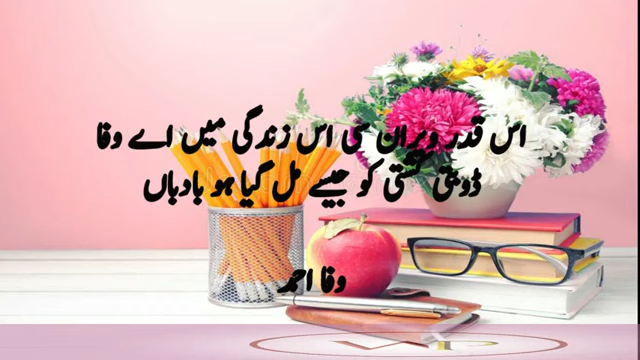 اس قدر ویران سی اس زندگی میں اے وفا
ڈوبتی کشتی کو جیسے مل گیا ہو بادباں
وفا احمد